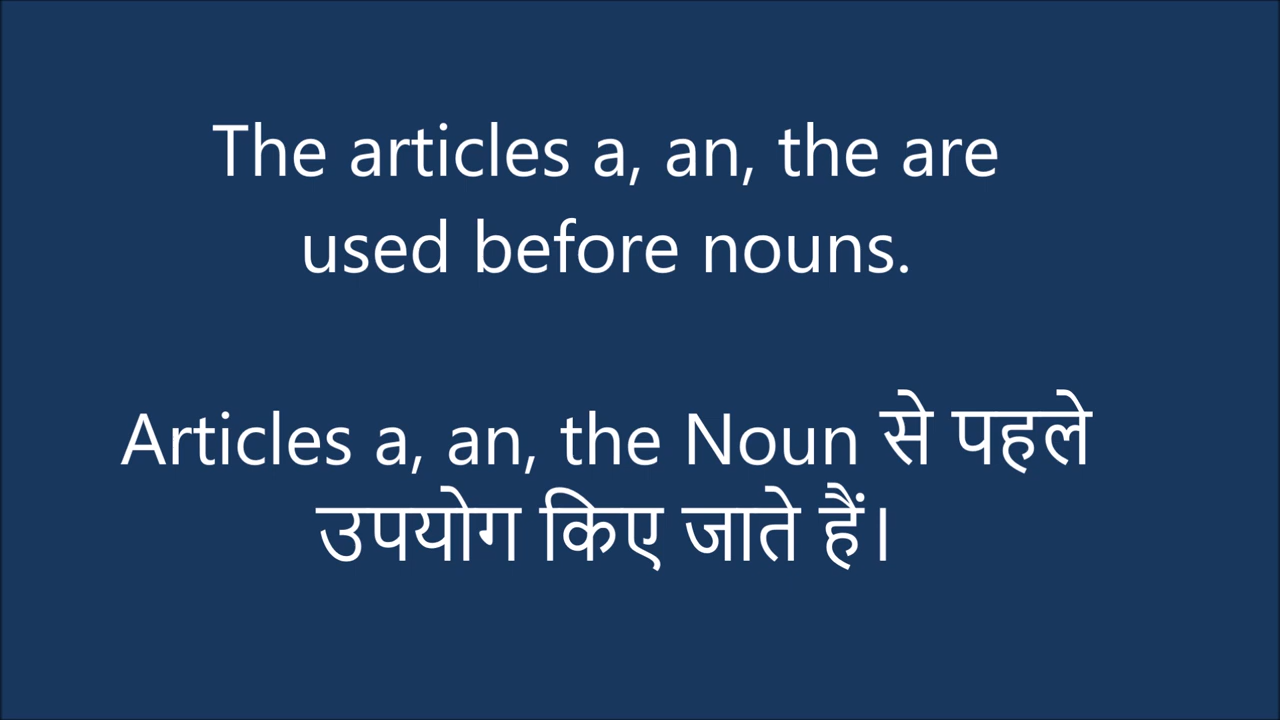 The articles a, an, the are
used before nouns.
Articles a, an, the Noun से पहले
उपयोग किए जाते हैं।